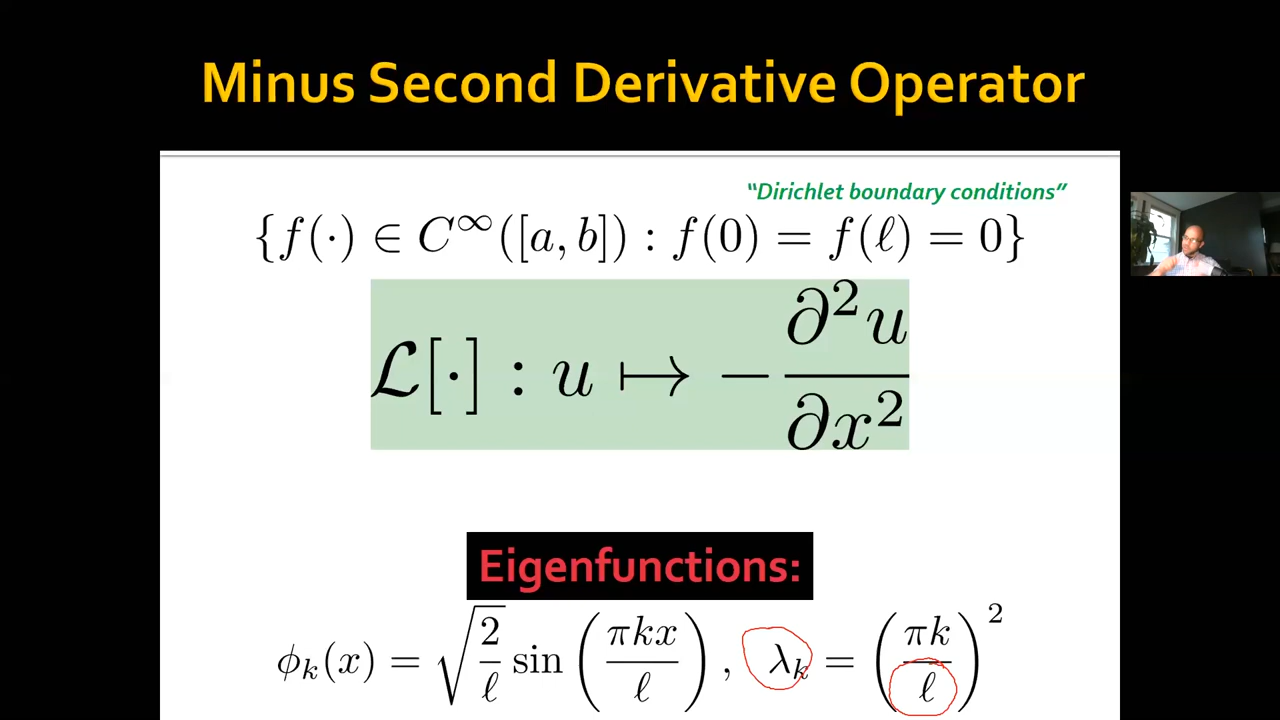 Minus Second Derivative Operator
“Dirichlet boundary conditions”
{f(·) ∈ C^∞([a, b]) : f(0) = f(ℓ) = 0}
ℒ[·] : u ↦ −∂²u/∂x²
Eigenfunctions:
ϕ_k(x) = √(2/ℓ) sin(πkx/ℓ), λ_k = (πk/ℓ)²